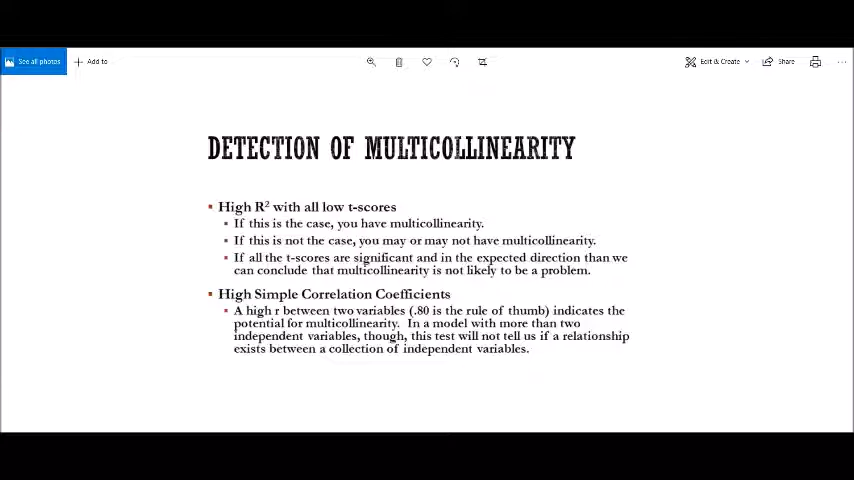 See all photos
Add to
Edit & Create
Share
DETECTION OF MULTICOLLINEARITY
High R² with all low t-scores
If this is the case, you have multicollinearity.
If this is not the case, you may or may not have multicollinearity.
If all the t-scores are significant and in the expected direction than we
can conclude that multicollinearity is not likely to be a problem.
High Simple Correlation Coefficients
A high r between two variables (.80 is the rule of thumb) indicates the
potential for multicollinearity. In a model with more than two
independent variables, though, this test will not tell us if a relationship
exists between a collection of independent variables.